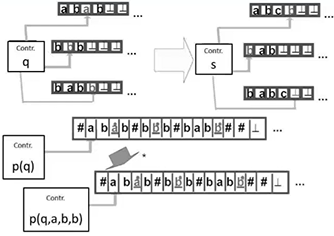 a b a b ⊥ ⊥ ...
Contr.
q
b b b ⊥ ⊥ ⊥ ...
b a b b ⊥ ⊥ ...
a b c b ⊥ ⊥ ...
Contr.
s
b a b ⊥ ⊥ ⊥ ...
b a b c ⊥ ⊥ ...
# a b a b # b b b # b a b b # # ⊥ ...
Contr.
p(q)
*
# a b a b # b b b # b a b b # # ⊥ ...
Contr.
p(q,a,b,b)